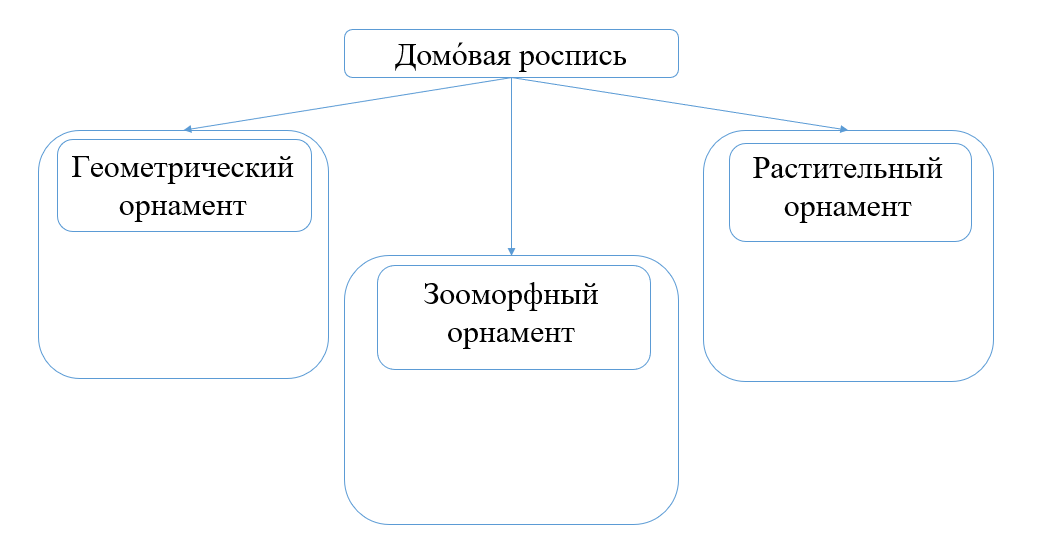 Домо́вая роспись
Геометрический
орнамент
Растительный
орнамент
Зооморфный
орнамент